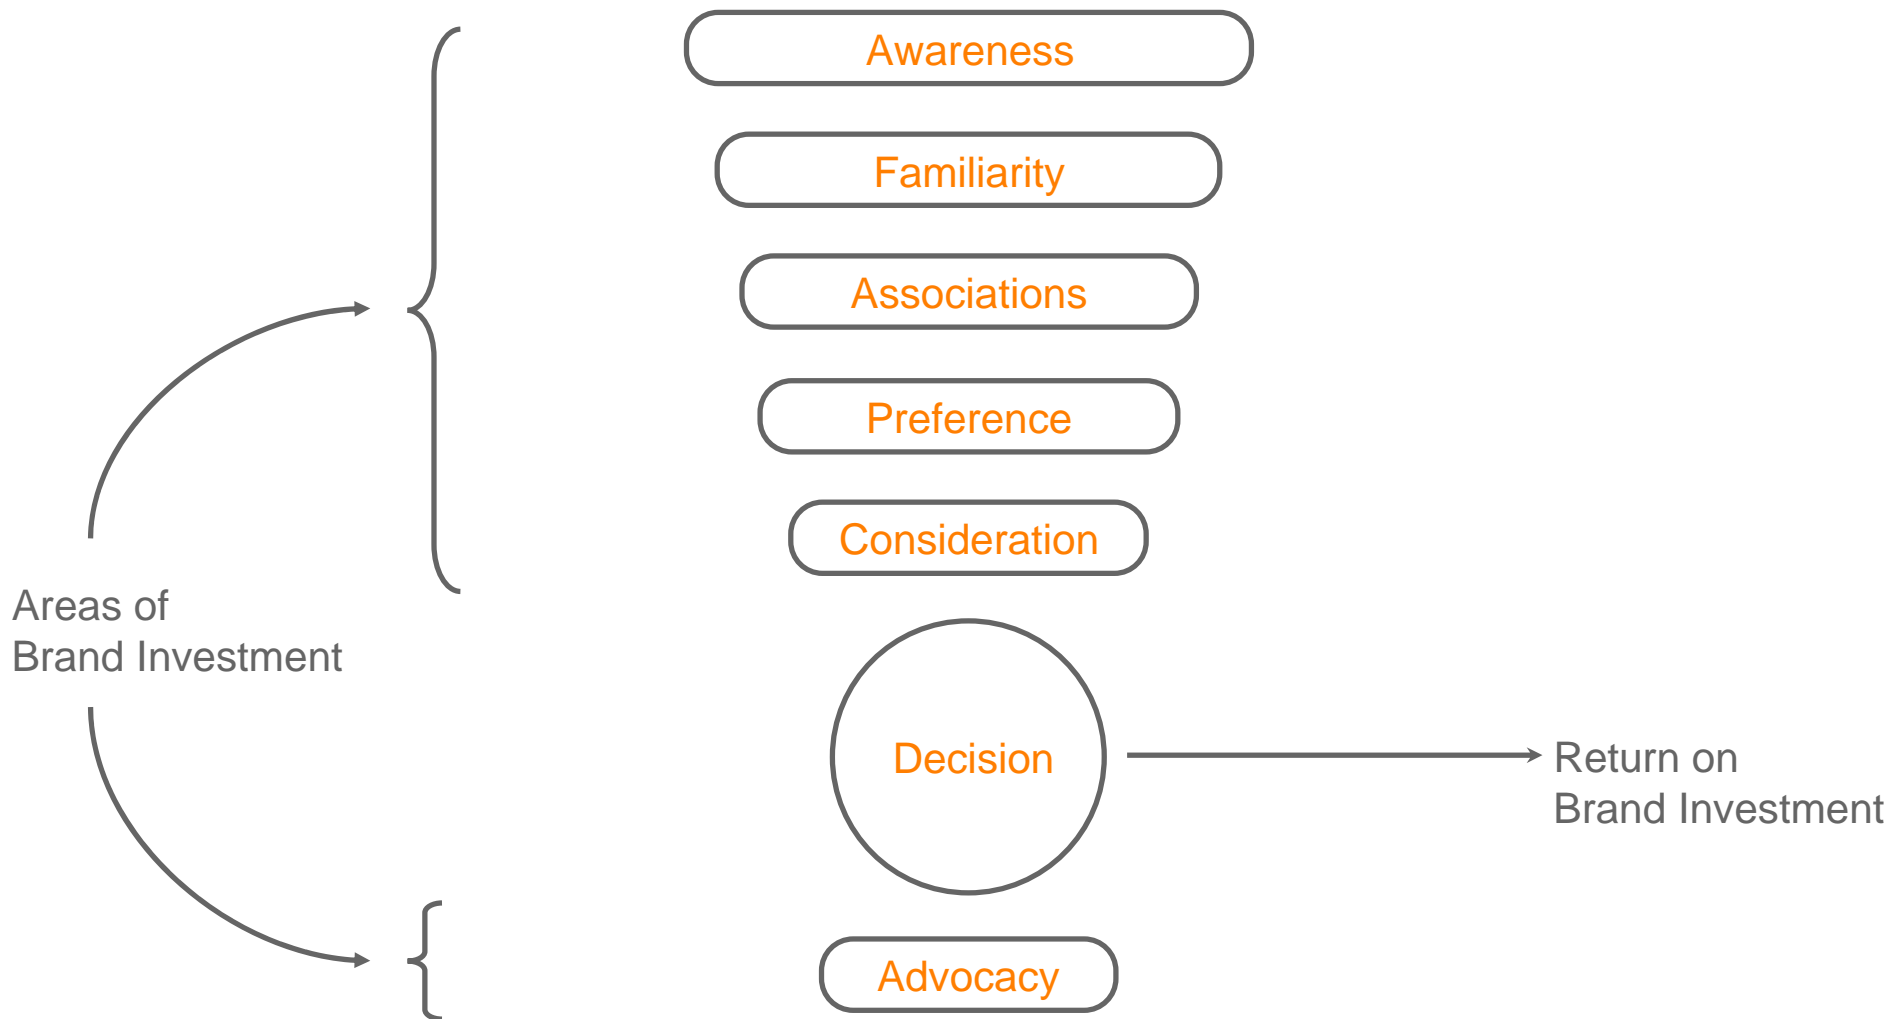 Awareness
Familiarity
Associations
Preference
Consideration
Areas of
Brand Investment
Decision
Return on
Brand Investment
Advocacy